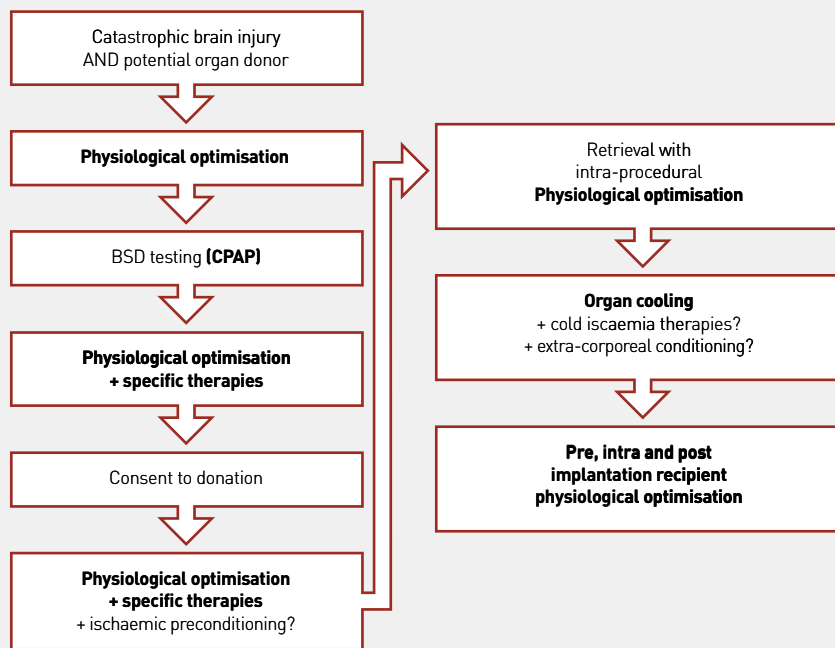 Catastrophic brain injury
AND potential organ donor
Physiological optimisation
BSD testing (CPAP)
Physiological optimisation
+ specific therapies
Consent to donation
Physiological optimisation
+ specific therapies
+ ischaemic preconditioning?
Retrieval with
intra-procedural
Physiological optimisation
Organ cooling
+ cold iscaemia therapies?
+ extra-corporeal conditioning?
Pre, intra and post
implantation recipient
physiological optimisation